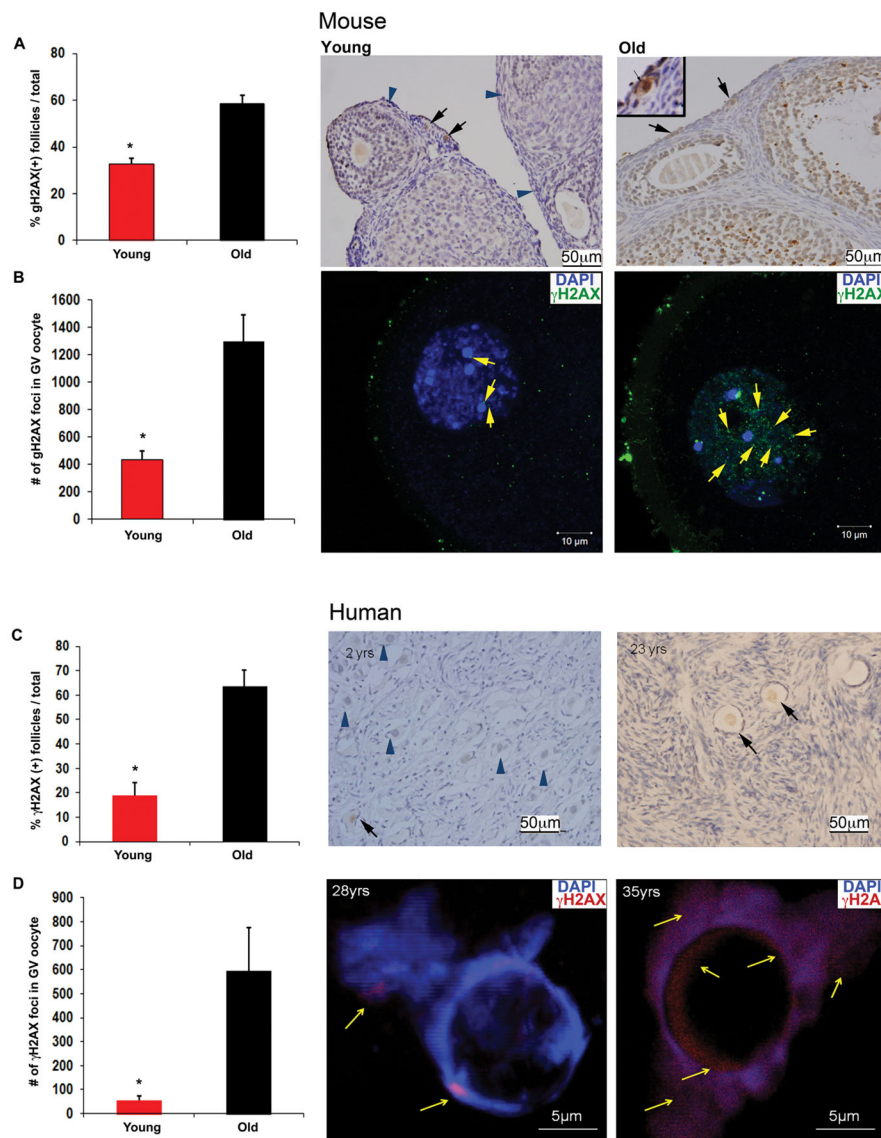 Mouse
A
Young
Old
80
60
40
20
0
% gH2AX(+) follicles / total
*
Young
Old
50μm
50μm
B
1600
1400
1200
1000
800
600
400
200
0
# of gH2AX foci in GV oocyte
*
Young
Old
DAPI
γH2AX
10 μm
DAPI
γH2AX
10 μm
Human
C
80
70
60
50
40
30
20
10
0
% γH2AX (+) follicles / total
*
Young
Old
2 yrs
50μm
23 yrs
50μm
D
900
800
700
600
500
400
300
200
100
0
# of γH2AX foci in GV oocyte
*
Young
Old
28yrs
DAPI
γH2AX
5μm
35yrs
DAPI
γH2A
5μm